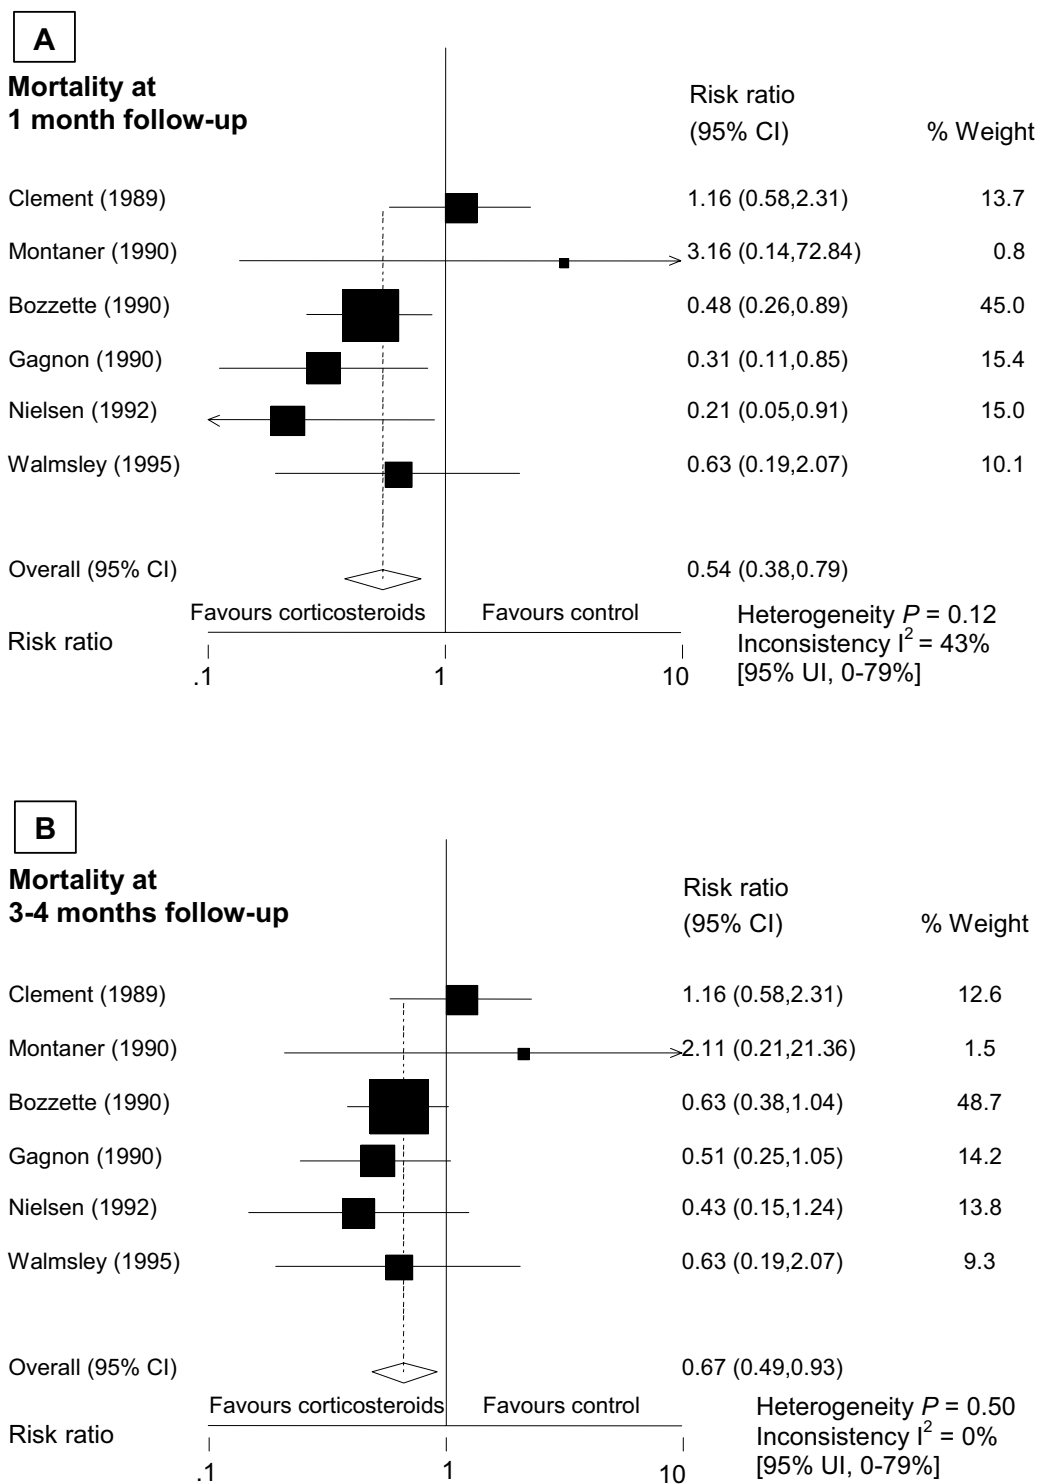 A
Mortality at
1 month follow-up
Risk ratio
(95% CI) % Weight
Clement (1989) 1.16 (0.58,2.31) 13.7
Montaner (1990) 3.16 (0.14,72.84) 0.8
Bozzette (1990) 0.48 (0.26,0.89) 45.0
Gagnon (1990) 0.31 (0.11,0.85) 15.4
Nielsen (1992) 0.21 (0.05,0.91) 15.0
Walmsley (1995) 0.63 (0.19,2.07) 10.1
Overall (95% CI) 0.54 (0.38,0.79)
Favours corticosteroids Favours control
Risk ratio
.1 1 10
Heterogeneity P = 0.12
Inconsistency I² = 43%
[95% UI, 0-79%]
B
Mortality at
3-4 months follow-up
Risk ratio
(95% CI) % Weight
Clement (1989) 1.16 (0.58,2.31) 12.6
Montaner (1990) 2.11 (0.21,21.36) 1.5
Bozzette (1990) 0.63 (0.38,1.04) 48.7
Gagnon (1990) 0.51 (0.25,1.05) 14.2
Nielsen (1992) 0.43 (0.15,1.24) 13.8
Walmsley (1995) 0.63 (0.19,2.07) 9.3
Overall (95% CI) 0.67 (0.49,0.93)
Favours corticosteroids Favours control
Risk ratio
.1 1 10
Heterogeneity P = 0.50
Inconsistency I² = 0%
[95% UI, 0-79%]